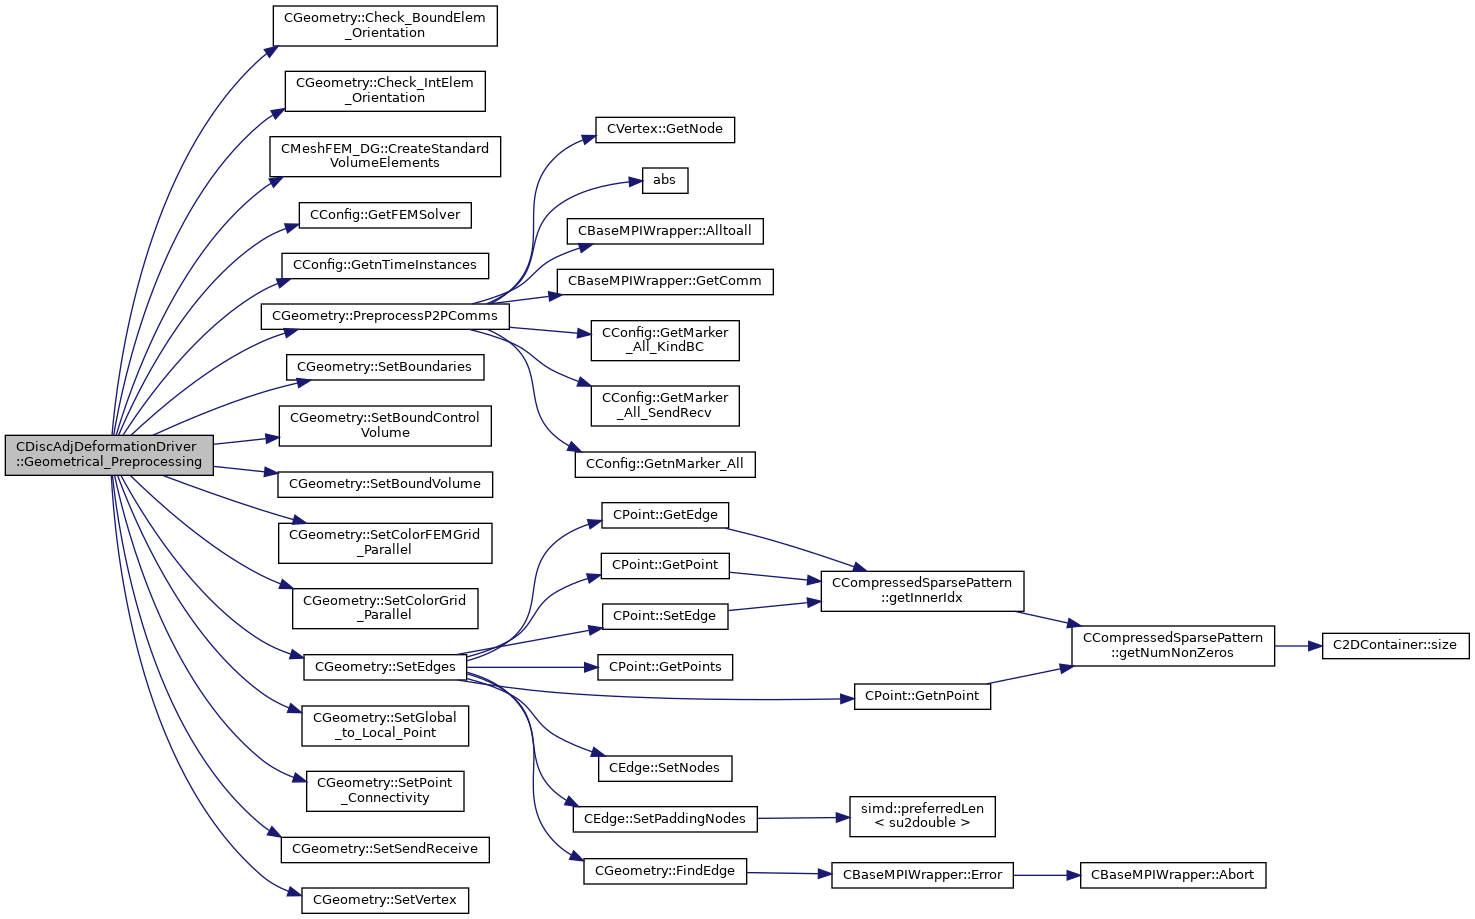 CDiscAdjDeformationDriver
::Geometrical_Preprocessing
CGeometry::Check_BoundElem
_Orientation
CGeometry::Check_IntElem
_Orientation
CMeshFEM_DG::CreateStandard
VolumeElements
CConfig::GetFEMSolver
CConfig::GetnTimeInstances
CGeometry::PreprocessP2PComms
CGeometry::SetBoundaries
CGeometry::SetBoundControl
Volume
CGeometry::SetBoundVolume
CGeometry::SetColorFEMGrid
_Parallel
CGeometry::SetColorGrid
_Parallel
CGeometry::SetEdges
CGeometry::SetGlobal
_to_Local_Point
CGeometry::SetPoint
_Connectivity
CGeometry::SetSendReceive
CGeometry::SetVertex
CVertex::GetNode
abs
CBaseMPIWrapper::Alltoall
CBaseMPIWrapper::GetComm
CConfig::GetMarker
_All_KindBC
CConfig::GetMarker
_All_SendRecv
CConfig::GetnMarker_All
CPoint::GetEdge
CPoint::GetPoint
CPoint::SetEdge
CPoint::GetPoints
CPoint::GetnPoint
CEdge::SetNodes
CEdge::SetPaddingNodes
CGeometry::FindEdge
CCompressedSparsePattern
::getInnerIdx
CCompressedSparsePattern
::getNumNonZeros
C2DContainer::size
simd::preferredLen
< su2double >
CBaseMPIWrapper::Error
CBaseMPIWrapper::Abort